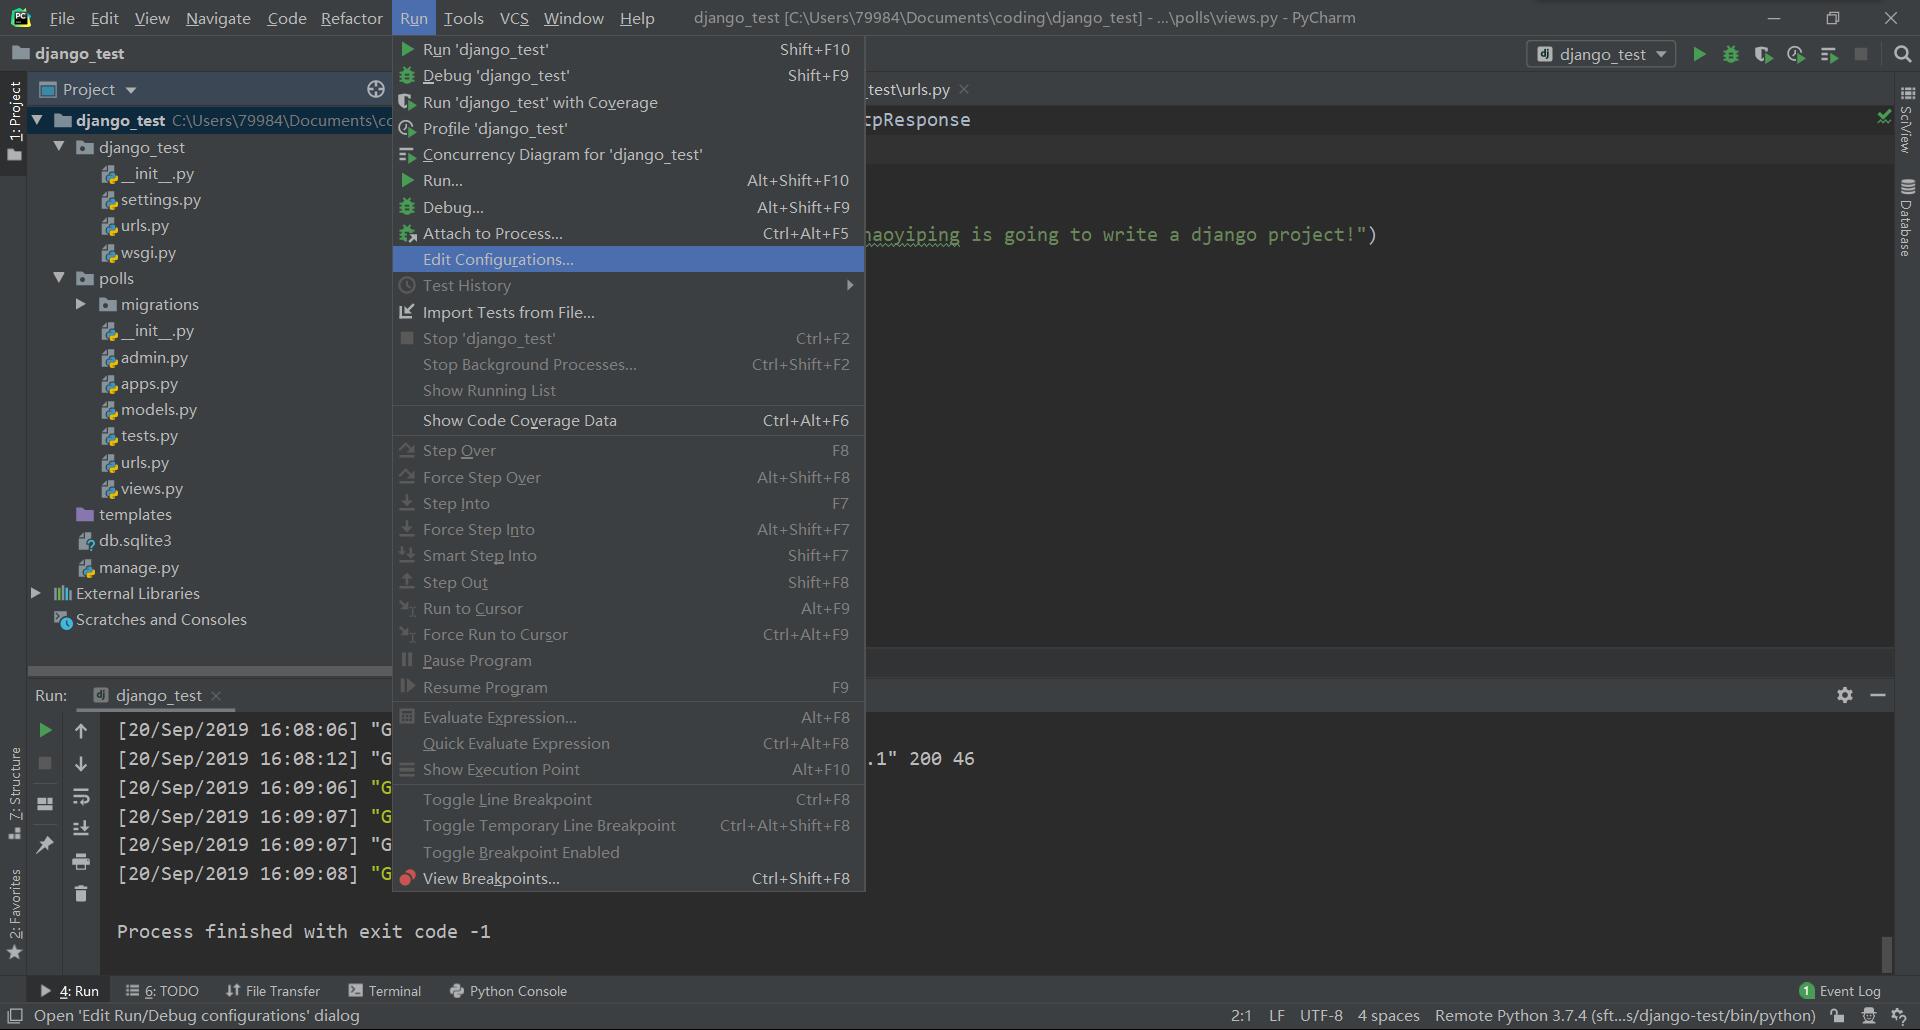 File Edit View Navigate Code Refactor Run Tools VCS Window Help django_test [C:\Users\79984\Documents\coding\django_test] - ...\polls\views.py - PyCharm
django_test
django_test
Project
_test\urls.py
1: Project
django_test C:\Users\79984\Documents\cc
django_test
__init__.py
settings.py
urls.py
wsgi.py
polls
migrations
__init__.py
admin.py
apps.py
models.py
tests.py
urls.py
views.py
templates
db.sqlite3
manage.py
External Libraries
Scratches and Consoles
Run 'django_test' Shift+F10
Debug 'django_test' Shift+F9
Run 'django_test' with Coverage
Profile 'django_test'
Concurrency Diagram for 'django_test'
Run... Alt+Shift+F10
Debug... Alt+Shift+F9
Attach to Process... Ctrl+Alt+F5
Edit Configurations...
Test History
Import Tests from File...
Stop 'django_test' Ctrl+F2
Stop Background Processes... Ctrl+Shift+F2
Show Running List
Show Code Coverage Data Ctrl+Alt+F6
Step Over F8
Force Step Over Alt+Shift+F8
Step Into F7
Force Step Into Alt+Shift+F7
Smart Step Into Shift+F7
Step Out Shift+F8
Run to Cursor Alt+F9
Force Run to Cursor Ctrl+Alt+F9
Pause Program
Resume Program F9
Evaluate Expression... Alt+F8
Quick Evaluate Expression Ctrl+Alt+F8
Show Execution Point Alt+F10
Toggle Line Breakpoint Ctrl+F8
Toggle Temporary Line Breakpoint Ctrl+Alt+Shift+F8
Toggle Breakpoint Enabled
View Breakpoints... Ctrl+Shift+F8
tpResponse
haoyiping is going to write a django project!")
SciView
Database
Run: django_test
[20/Sep/2019 16:08:06] "G
[20/Sep/2019 16:08:12] "G .1" 200 46
[20/Sep/2019 16:09:06] "G
[20/Sep/2019 16:09:07] "G
[20/Sep/2019 16:09:07] "G
[20/Sep/2019 16:09:08] "G
Process finished with exit code -1
7: Structure
2: Favorites
4: Run 6: TODO File Transfer Terminal Python Console 1 Event Log
Open 'Edit Run/Debug configurations' dialog 2:1 LF UTF-8 4 spaces Remote Python 3.7.4 (sft...s/django-test/bin/python)